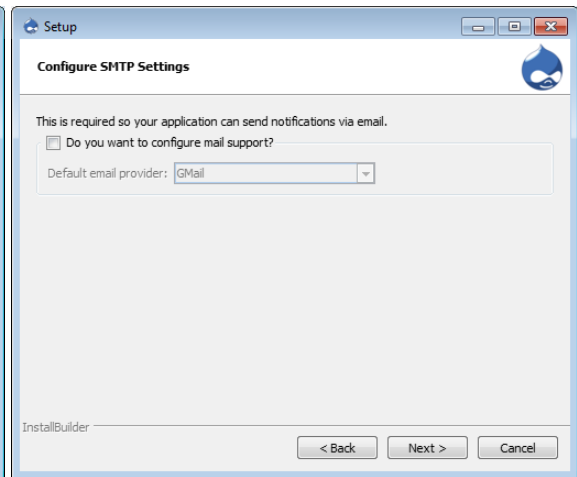 Setup
Configure SMTP Settings
This is required so your application can send notifications via email.
Do you want to configure mail support?
Default email provider: GMail
InstallBuilder
< Back Next > Cancel